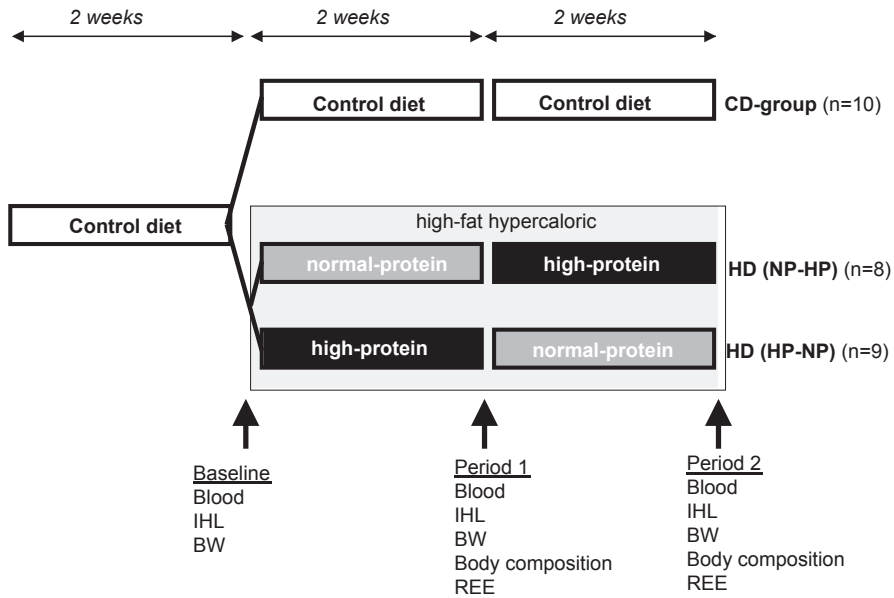 2 weeks 2 weeks 2 weeks
Control diet Control diet CD-group (n=10)
Control diet
high-fat hypercaloric
normal-protein high-protein HD (NP-HP) (n=8)
high-protein normal-protein HD (HP-NP) (n=9)
Baseline
Blood
IHL
BW
Period 1
Blood
IHL
BW
Body composition
REE
Period 2
Blood
IHL
BW
Body composition
REE